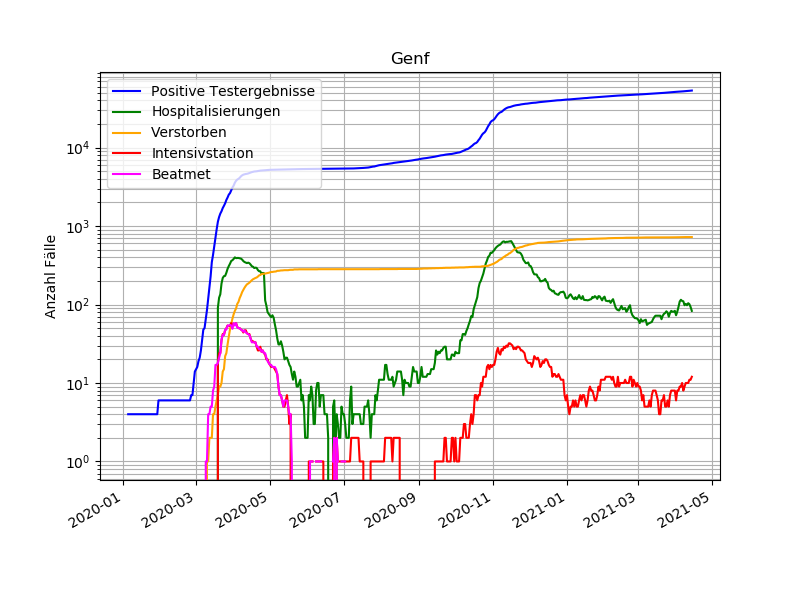 Genf
Positive Testergebnisse
Hospitalisierungen
Verstorben
Intensivstation
Beatmet
Anzahl Fälle
10⁴
10³
10²
10¹
10⁰
2020-01
2020-03
2020-05
2020-07
2020-09
2020-11
2021-01
2021-03
2021-05